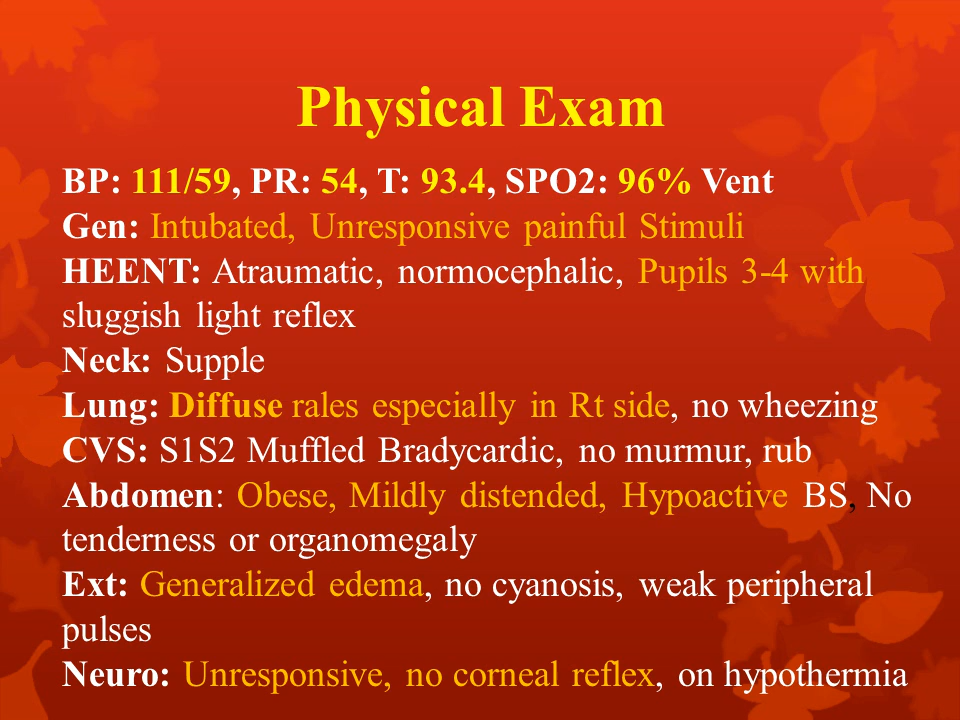 Physical Exam
BP: 111/59, PR: 54, T: 93.4, SPO2: 96% Vent
Gen: Intubated, Unresponsive painful Stimuli
HEENT: Atraumatic, normocephalic, Pupils 3-4 with
sluggish light reflex
Neck: Supple
Lung: Diffuse rales especially in Rt side, no wheezing
CVS: S1S2 Muffled Bradycardic, no murmur, rub
Abdomen: Obese, Mildly distended, Hypoactive BS, No
tenderness or organomegaly
Ext: Generalized edema, no cyanosis, weak peripheral
pulses
Neuro: Unresponsive, no corneal reflex, on hypothermia